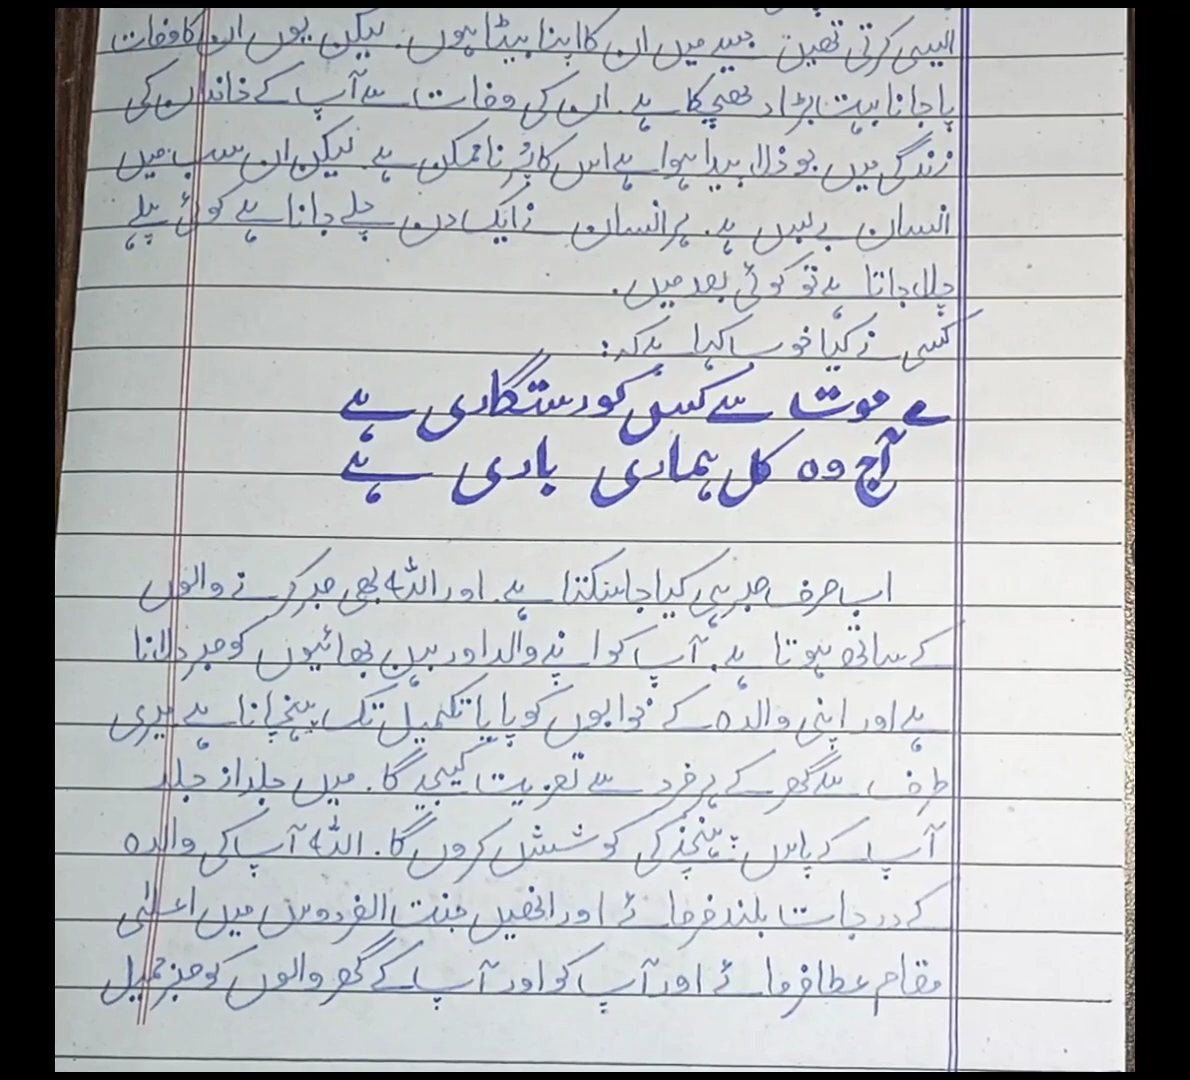 ایسی کرتی تھیں جیسے میں ان کا اپنا بیٹا ہوں. لیکن یوں ان کا وفات
پا جانا بہت بڑا دھچکا ہے. ان کی وفات سے آپ کے خاندان کی
زندگی میں جو خلا پیدا ہوا ہے اس کا پُر ناممکن ہے لیکن ان سب میں
انسان بے بس ہے. ہر انسان نے ایک دن چلے جانا ہے کوئی پہلے
چلا جاتا ہے تو کوئی بعد میں.
کسی نے کیا خوب کہا ہے کہ:
؎ موت سے کس کو رستگاری ہے
آج وہ کل ہماری باری ہے
اب صرف صبر ہی کیا جا سکتا ہے. اور اللہ بھی صبر کرنے والوں
کے ساتھ ہوتا ہے. آپ کو اپنے والد اور بہن بھائیوں کو صبر دلانا
ہے اور اپنی والدہ کے خوابوں کو پایا تکمیل تک پہنچانا ہے میری
طرف سے گھر کے ہر فرد سے تعزیت کیجیے گا. میں جلد از جلد
آپ کے پاس پہنچنے کی کوشش کروں گا. اللہ آپ کی والدہ
کے درجات بلند فرمائے اور انھیں جنت الفردوس میں اعلیٰ
مقام عطا فرمائے اور آپ کو اور آپ کے گھر والوں کو صبر جمیل